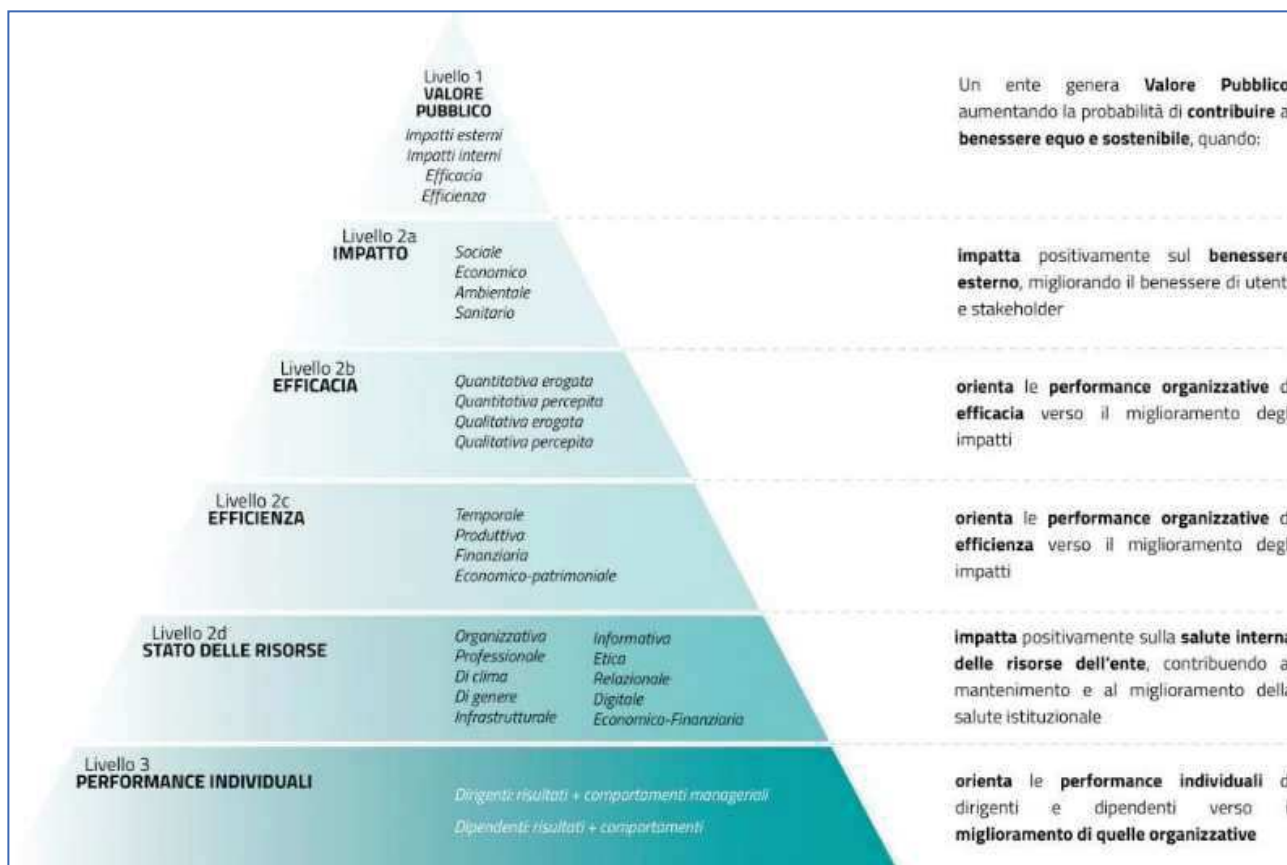 Livello 1
VALORE
PUBBLICO
Impatti esterni
Impatti interni
Efficacia
Efficienza
Un ente genera Valore Pubblico
aumentando la probabilità di contribuire a
benessere equo e sostenibile, quando:
Livello 2a
IMPATTO
Sociale
Economico
Ambientale
Sanitario
impatta positivamente sul benessere
esterno, migliorando il benessere di utent
e stakeholder
Livello 2b
EFFICACIA
Quantitativa erogata
Quantitativa percepita
Qualitativa erogata
Qualitativa percepita
orienta le performance organizzative d
efficacia verso il miglioramento degl
impatti
Livello 2c
EFFICIENZA
Temporale
Produttiva
Finanziaria
Economico-patrimoniale
orienta le performance organizzative d
efficienza verso il miglioramento degl
impatti
Livello 2d
STATO DELLE RISORSE
Organizzativa
Professionale
Di clima
Di genere
Infrastrutturale
Informativa
Etica
Relazionale
Digitale
Economico-Finanziaria
impatta positivamente sulla salute interna
delle risorse dell'ente, contribuendo a
mantenimento e al miglioramento della
salute istituzionale
Livello 3
PERFORMANCE INDIVIDUALI
Dirigenti: risultati + comportamenti manageriali
Dipendenti: risultati + comportamenti
orienta le performance individuali d
dirigenti e dipendenti verso i
miglioramento di quelle organizzative